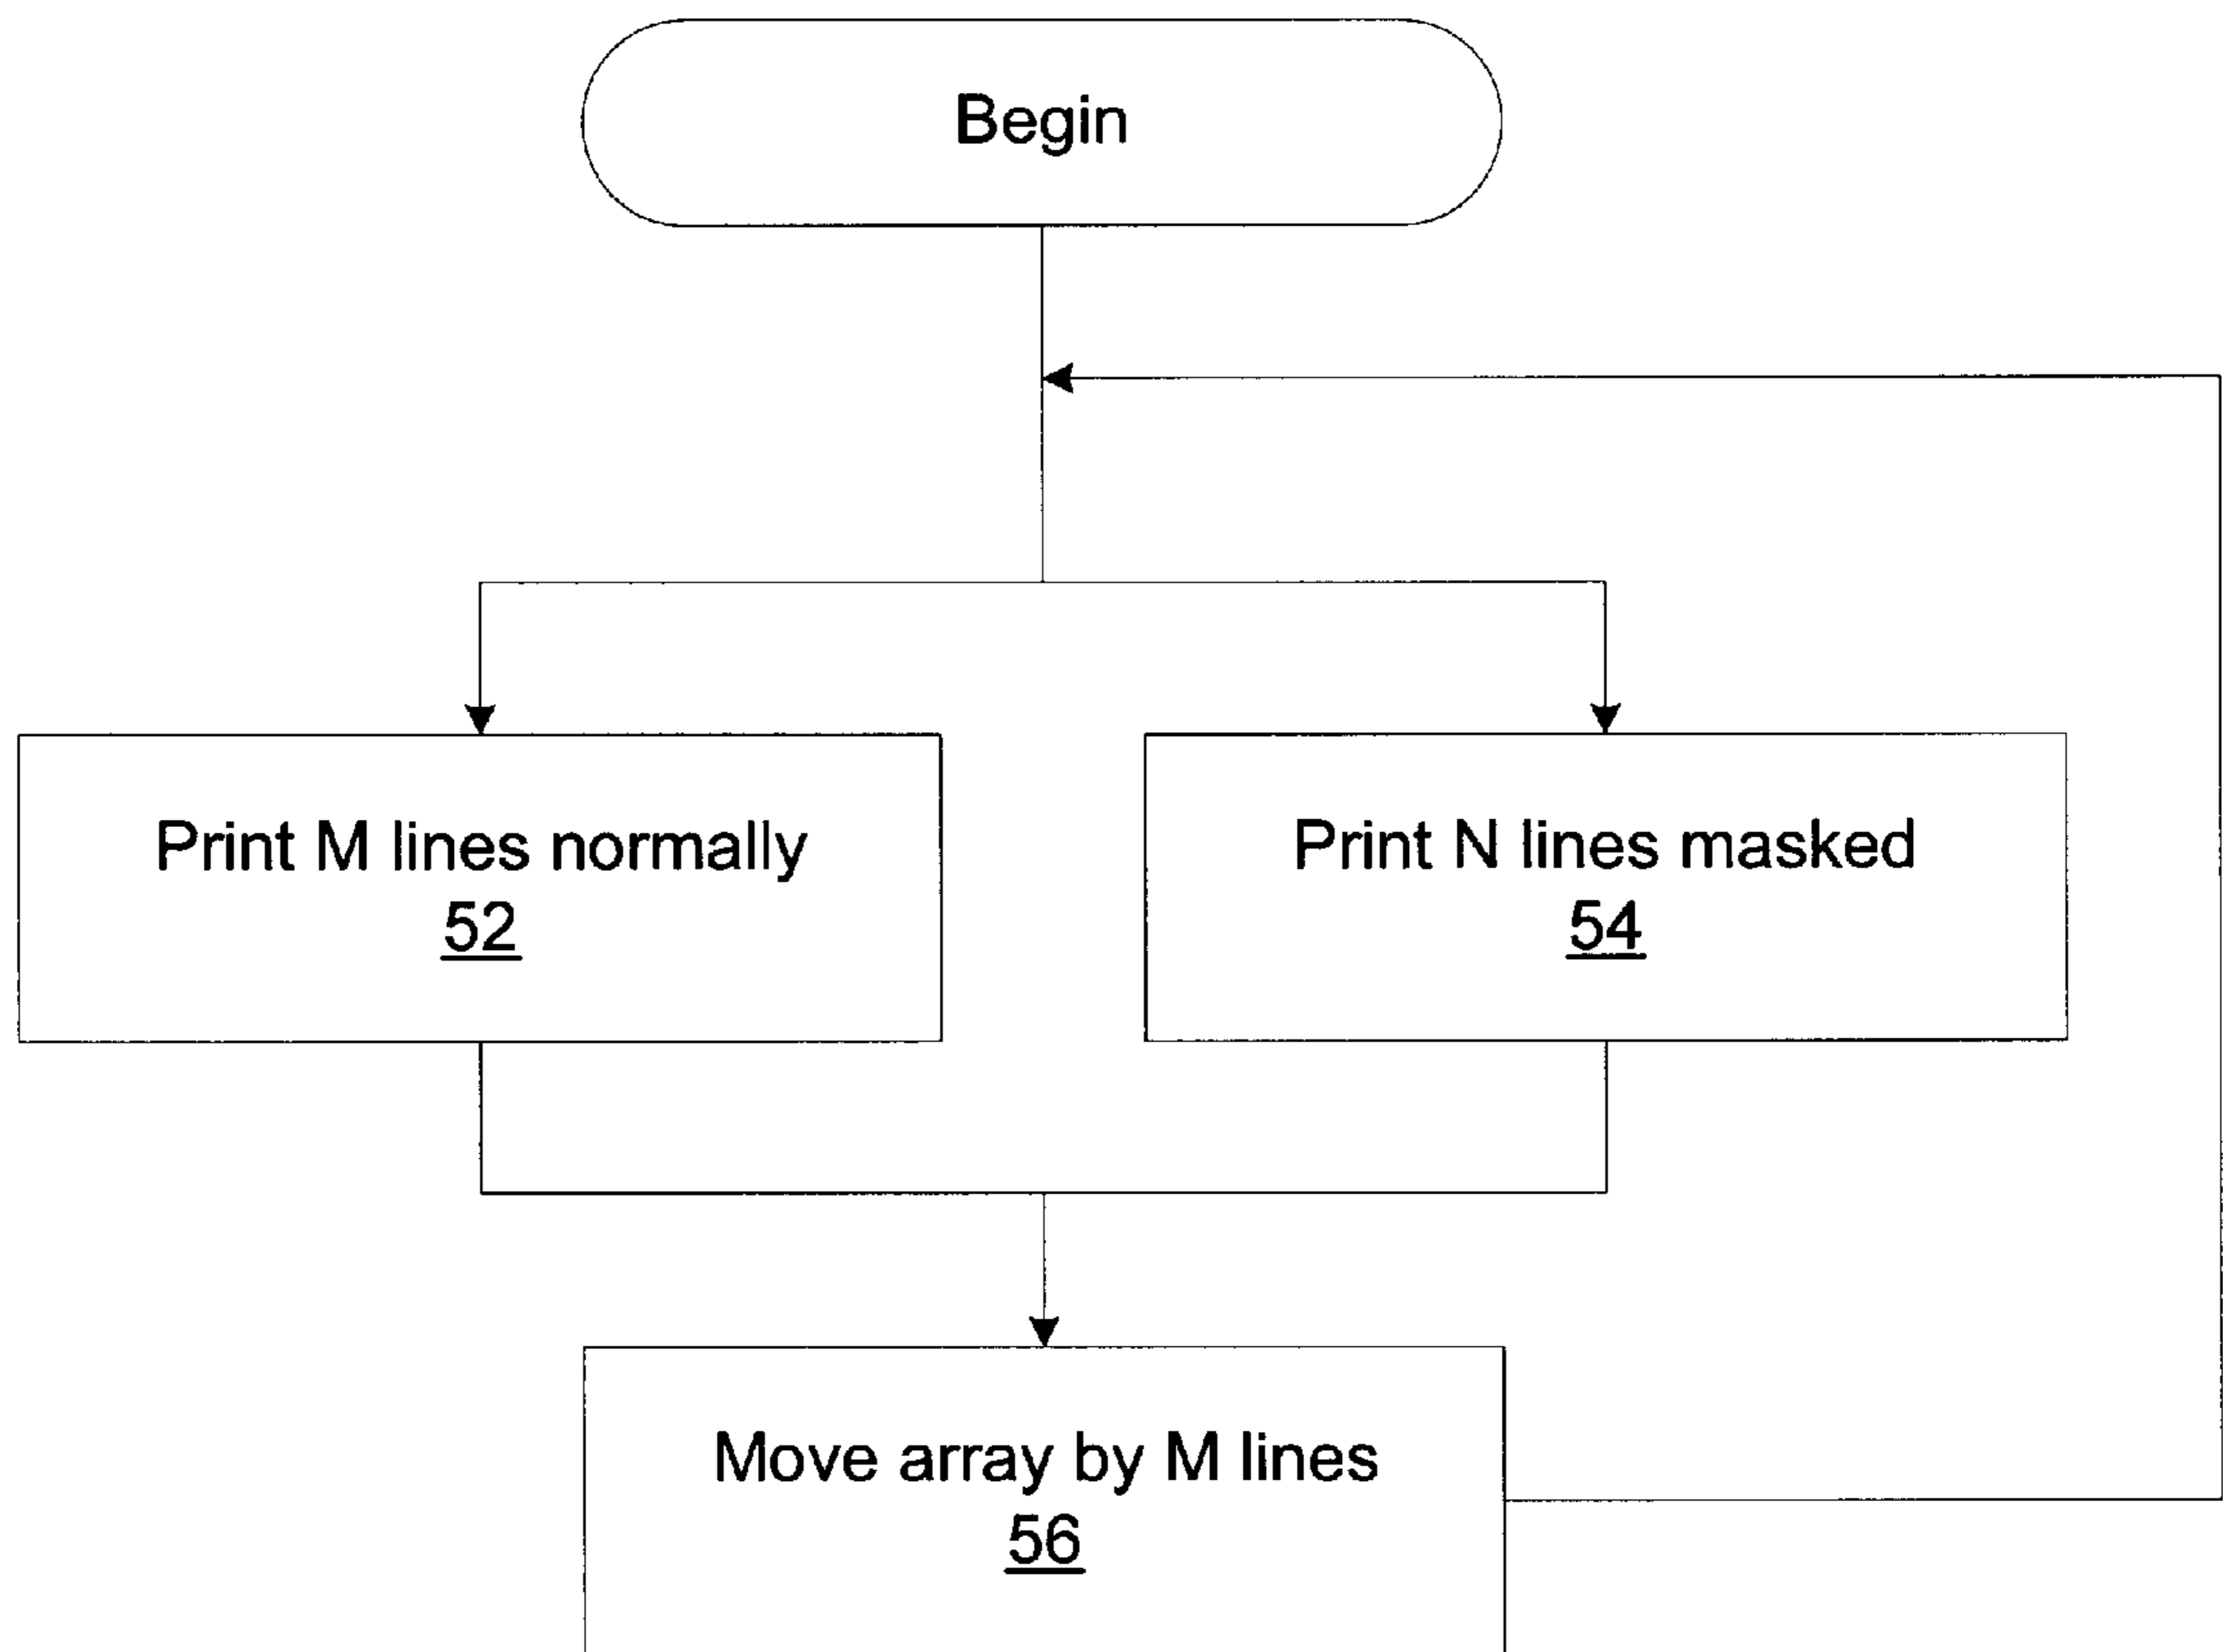 Begin
Print M lines normally
52
Print N lines masked
54
Move array by M lines
56